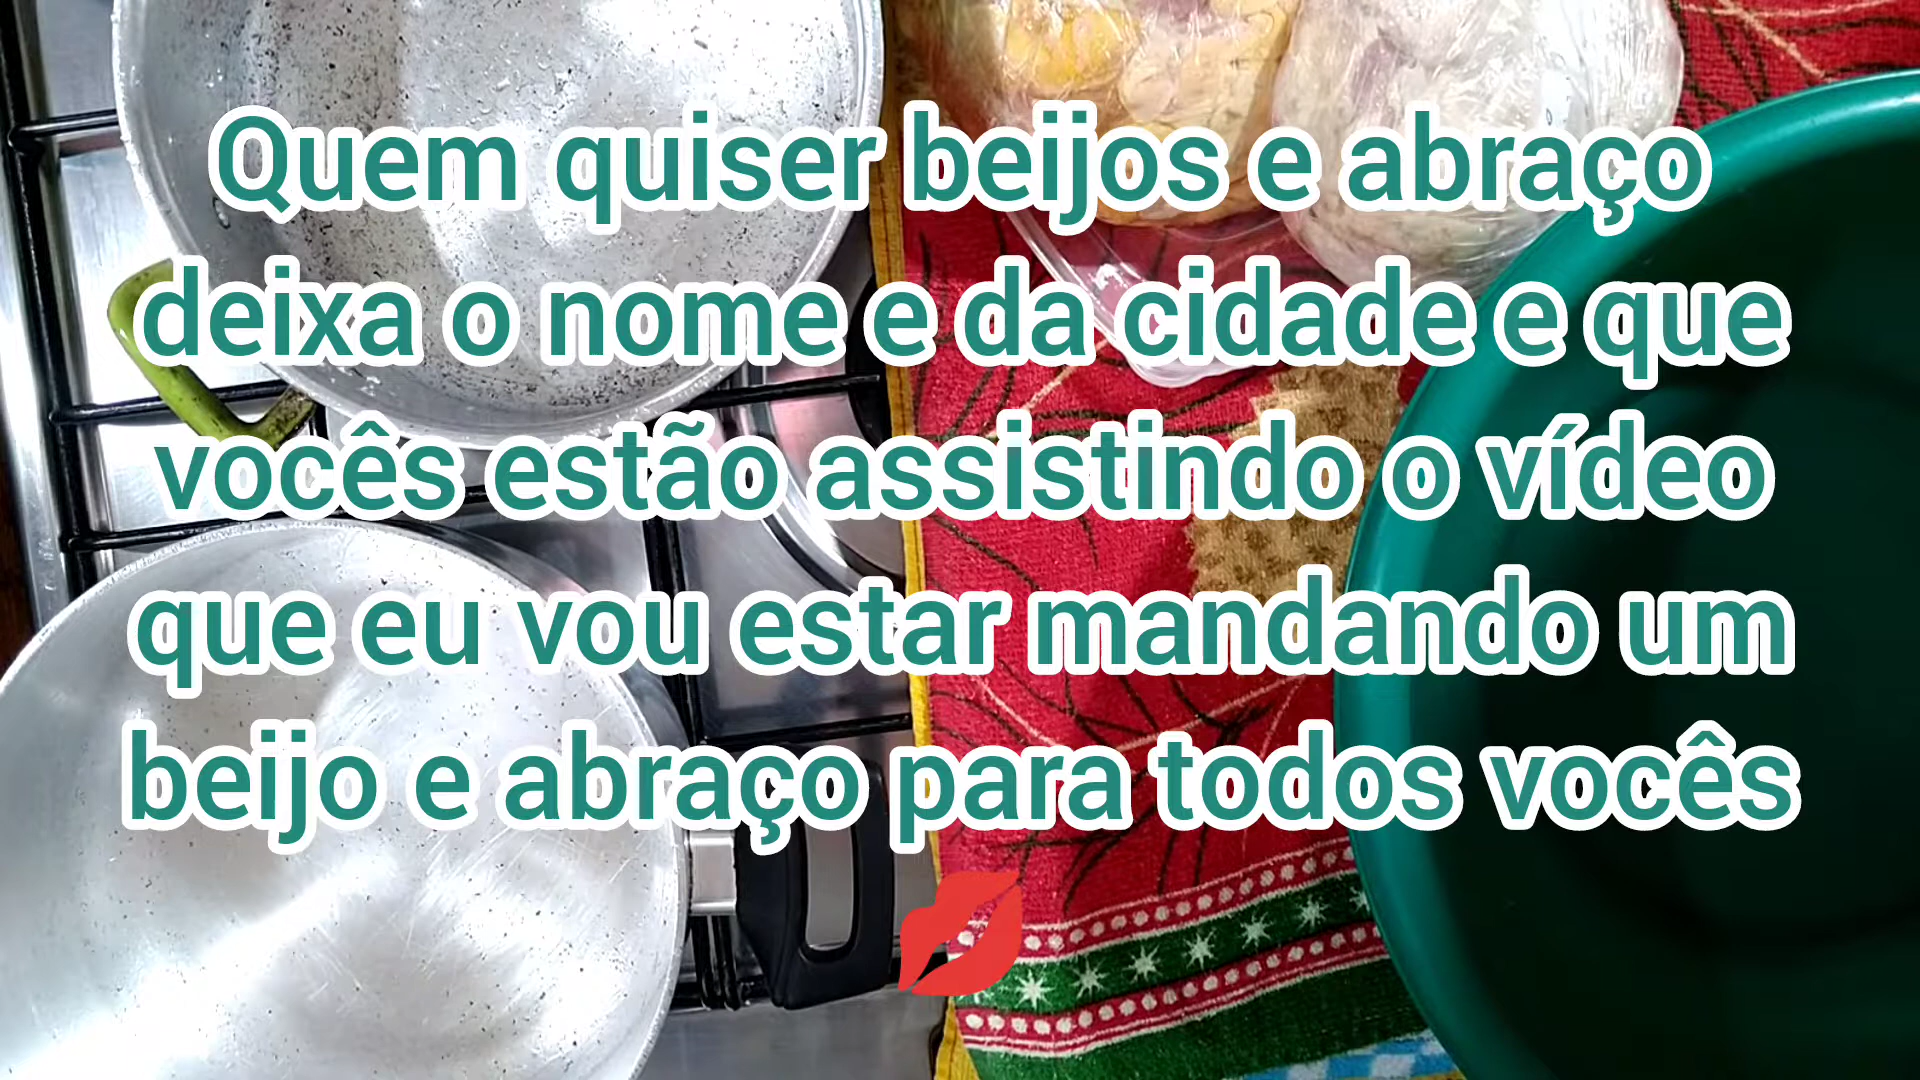 Quem quiser beijos e abraço
deixa o nome e da cidade e que
vocês estão assistindo o vídeo
que eu vou estar mandando um
beijo e abraço para todos vocês
💋